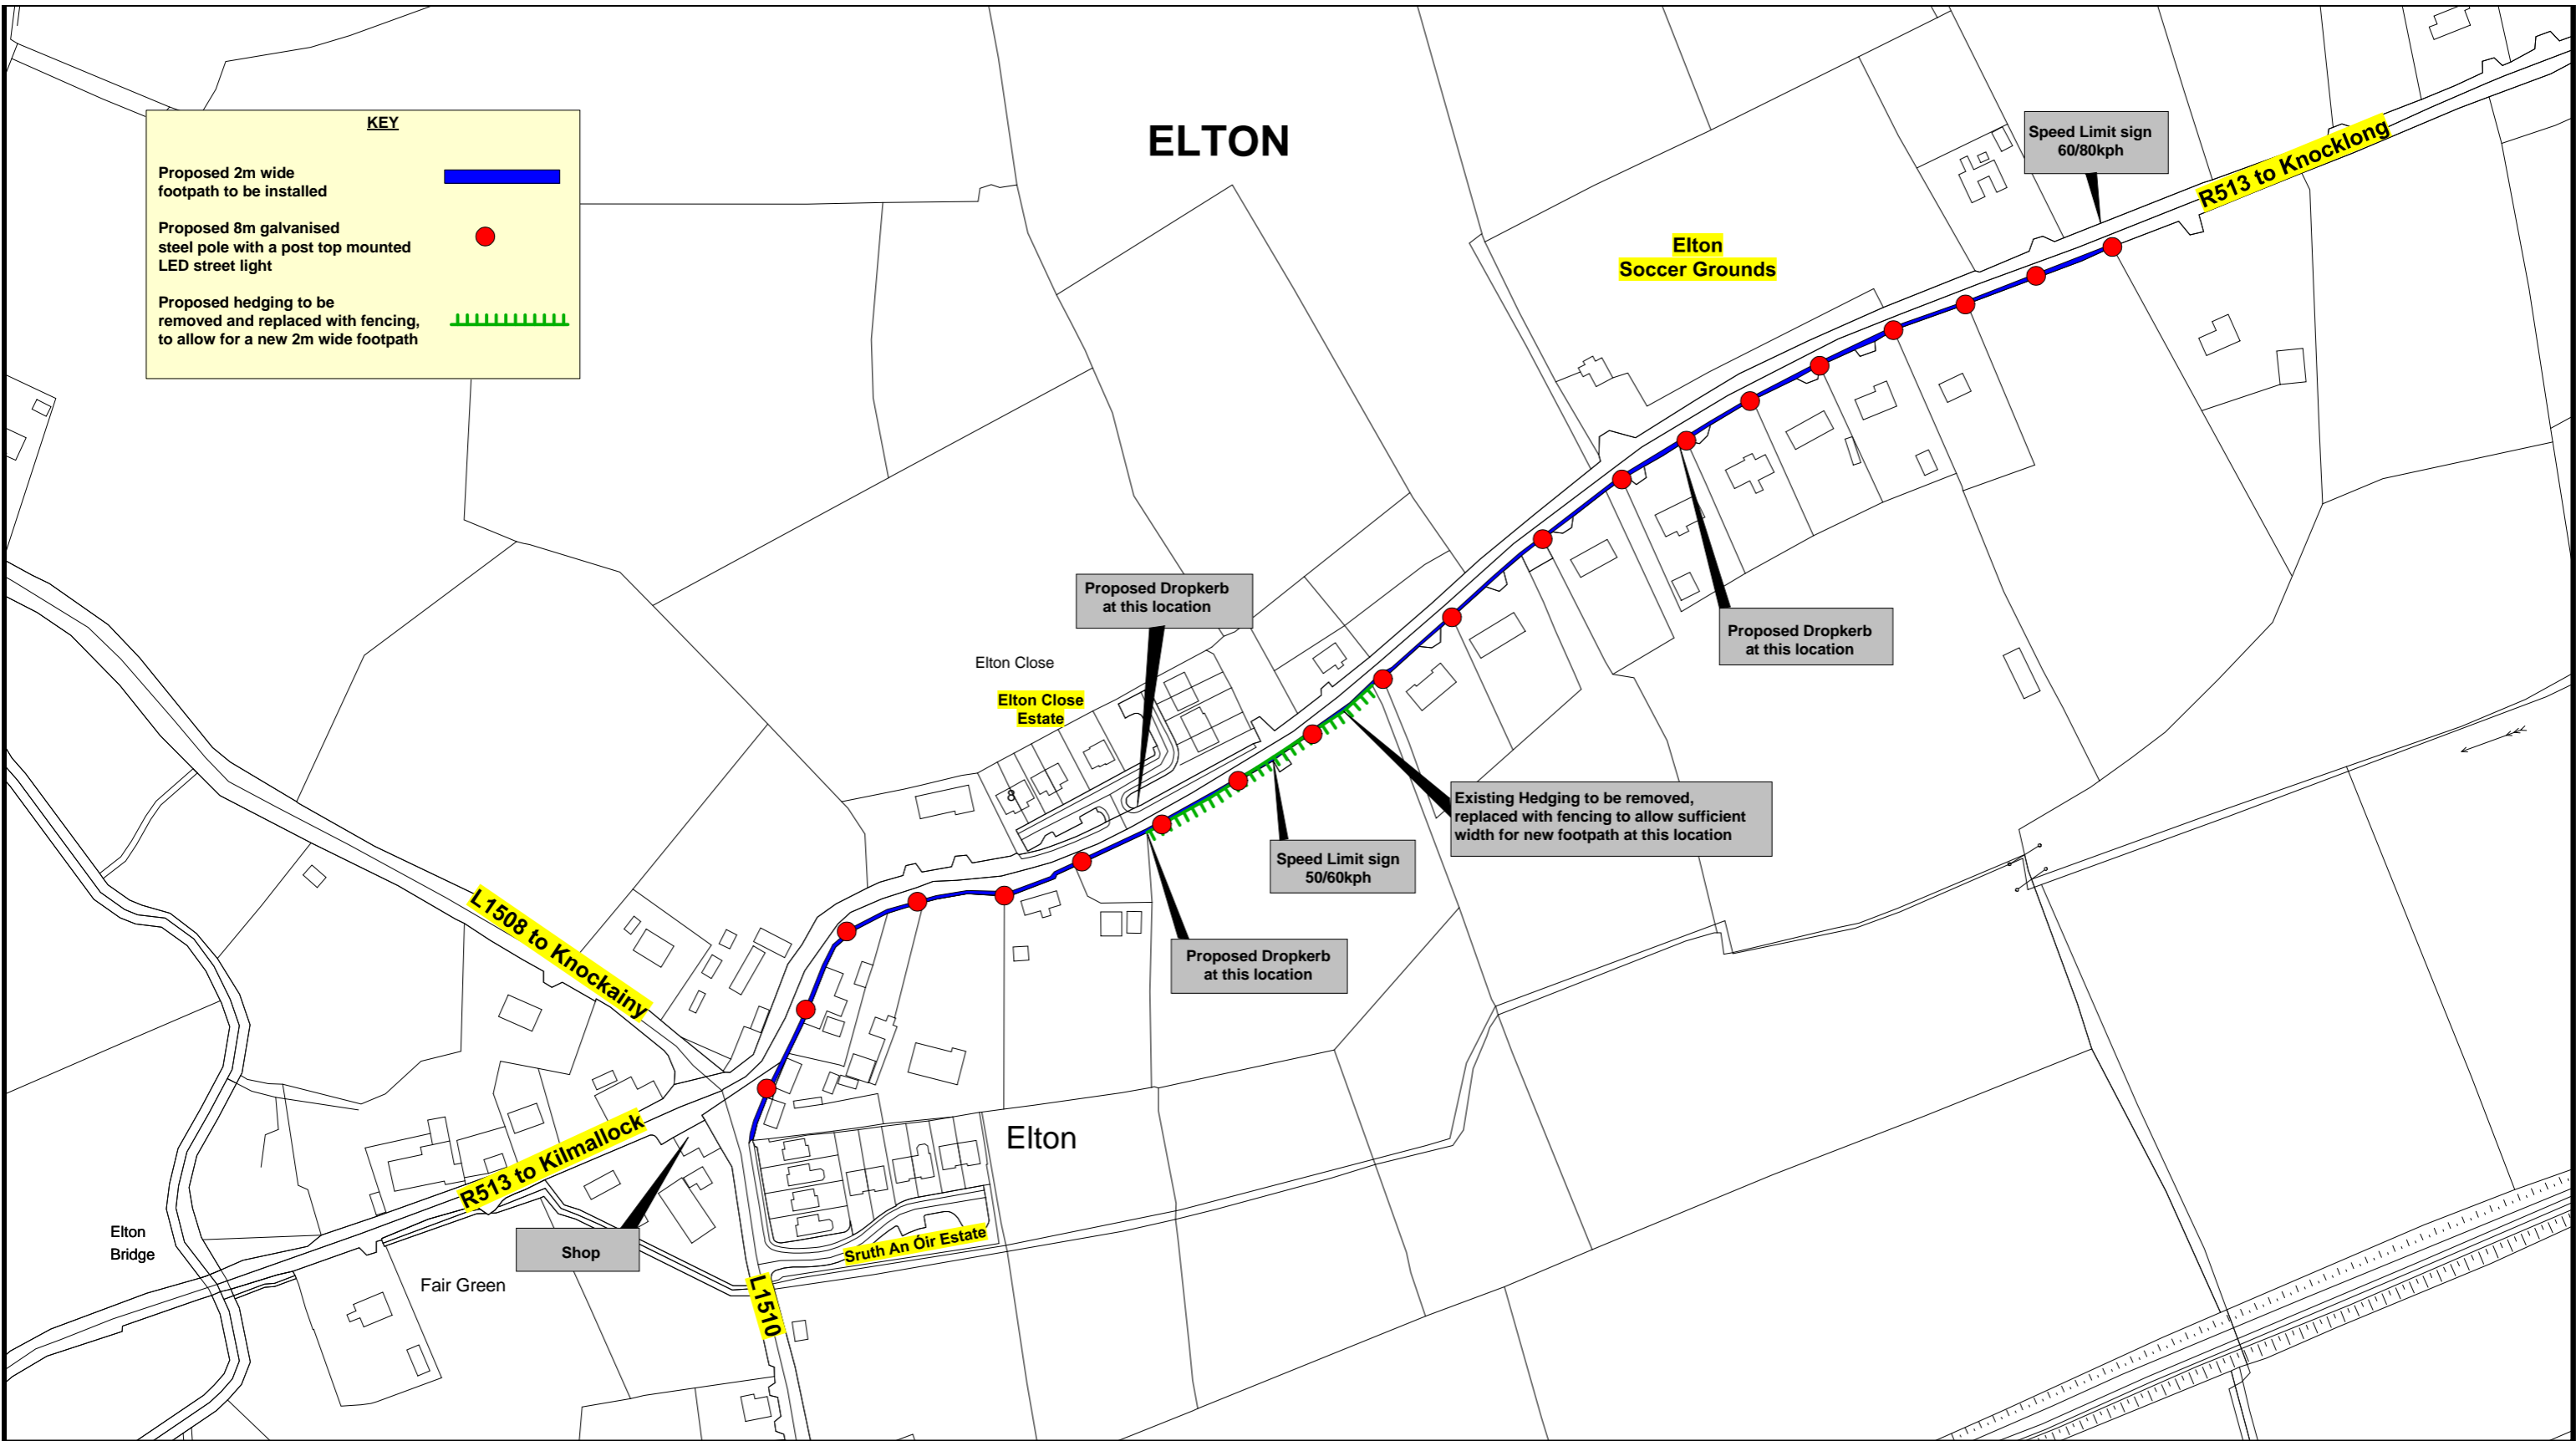 KEY
Proposed 2m wide
footpath to be installed
Proposed 8m galvanised
steel pole with a post top mounted
LED street light
Proposed hedging to be
removed and replaced with fencing,
to allow for a new 2m wide footpath
ELTON
Speed Limit sign
60/80kph
R513 to Knocklong
Elton
Soccer Grounds
Proposed Dropkerb
at this location
Proposed Dropkerb
at this location
Elton Close
Elton Close
Estate
8
Existing Hedging to be removed,
replaced with fencing to allow sufficient
width for new footpath at this location
Speed Limit sign
50/60kph
Proposed Dropkerb
at this location
L1508 to Knockainy
R513 to Kilmallock
Elton
Elton
Bridge
Shop
Sruth An Óir Estate
Fair Green
L1510